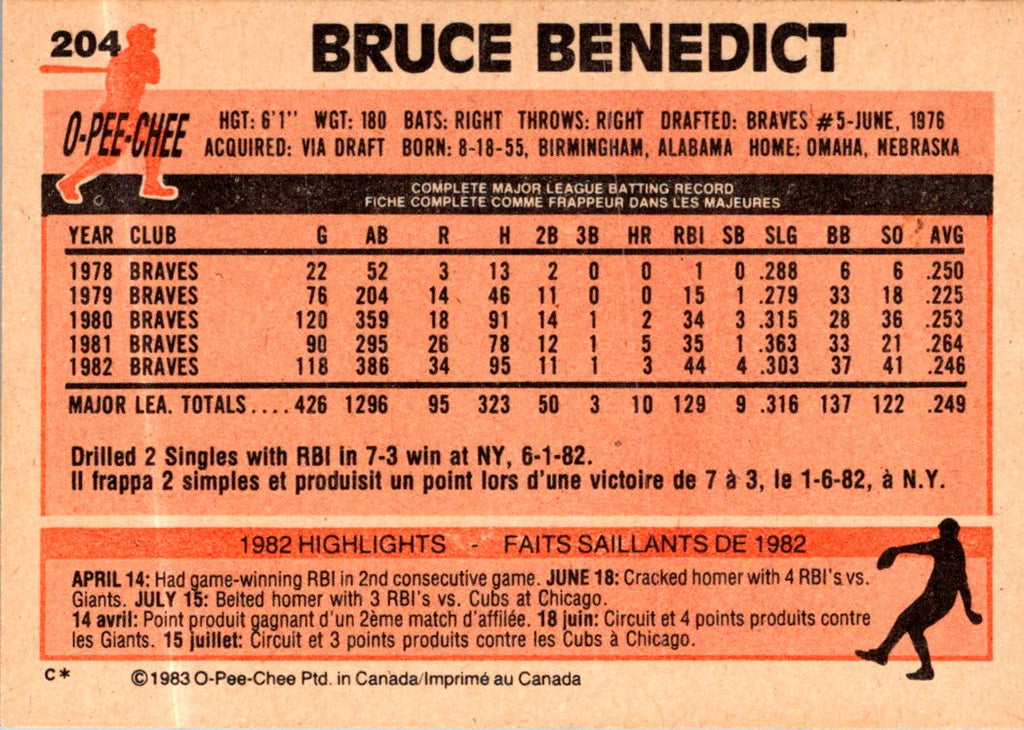 204
BRUCE BENEDICT
O-PEE-CHEE
HGT: 6'1" WGT: 180 BATS: RIGHT THROWS: RIGHT DRAFTED: BRAVES #5-JUNE, 1976
ACQUIRED: VIA DRAFT BORN: 8-18-55, BIRMINGHAM, ALABAMA HOME: OMAHA, NEBRASKA
COMPLETE MAJOR LEAGUE BATTING RECORD
FICHE COMPLÈTE COMME FRAPPEUR DANS LES MAJEURES
YEAR CLUB G AB R H 2B 3B HR RBI SB SLG BB SO AVG
1978 BRAVES 22 52 3 13 2 0 0 1 0 .288 6 6 .250
1979 BRAVES 76 204 14 46 11 0 0 15 1 .279 33 18 .225
1980 BRAVES 120 359 18 91 14 1 2 34 3 .315 28 36 .253
1981 BRAVES 90 295 26 78 12 1 5 35 1 .363 33 21 .264
1982 BRAVES 118 386 34 95 11 1 3 44 4 .303 37 41 .246
MAJOR LEA. TOTALS....426 1296 95 323 50 3 10 129 9 .316 137 122 .249
Drilled 2 Singles with RBI in 7-3 win at NY, 6-1-82.
Il frappa 2 simples et produisit un point lors d'une victoire de 7 à 3, le 1-6-82, à N.Y.
1982 HIGHLIGHTS - FAITS SAILLANTS DE 1982
APRIL 14: Had game-winning RBI in 2nd consecutive game. JUNE 18: Cracked homer with 4 RBI's vs.
Giants. JULY 15: Belted homer with 3 RBI's vs. Cubs at Chicago.
14 avril: Point produit gagnant d'un 2ème match d'affilée. 18 juin: Circuit et 4 points produits contre
les Giants. 15 juillet: Circuit et 3 points produits contre les Cubs à Chicago.
C* ©1983 O-Pee-Chee Ptd. in Canada/Imprimé au Canada